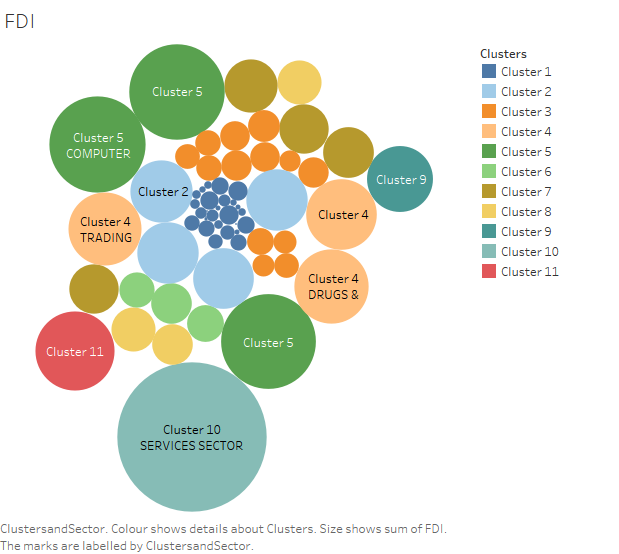 FDI
Clusters
Cluster 1
Cluster 2
Cluster 3
Cluster 4
Cluster 5
Cluster 6
Cluster 7
Cluster 8
Cluster 9
Cluster 10
Cluster 11
Cluster 5
Cluster 5
COMPUTER
Cluster 2
Cluster 9
Cluster 4
TRADING
Cluster 4
Cluster 4
DRUGS &
Cluster 11
Cluster 5
Cluster 10
SERVICES SECTOR
ClustersandSector. Colour shows details about Clusters. Size shows sum of FDI.
The marks are labelled by ClustersandSector.